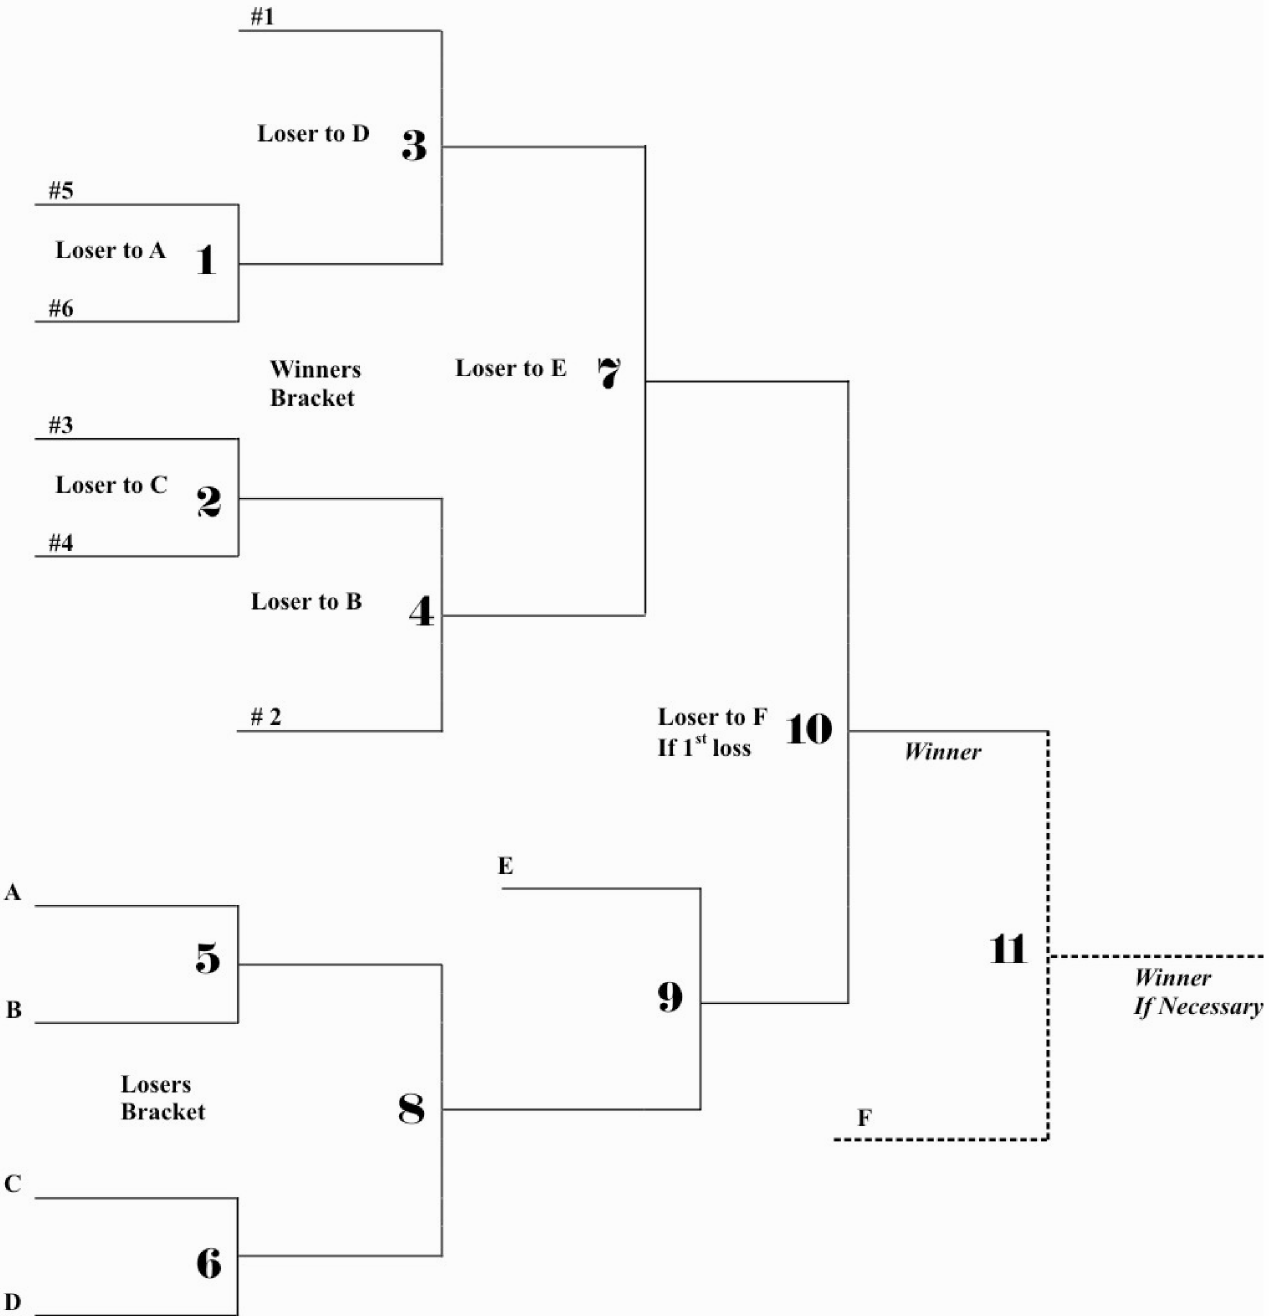 #1
Loser to D
3
#5
Loser to A
1
#6
Winners
Bracket
Loser to E
7
#3
Loser to C
2
#4
Loser to B
4
# 2
Loser to F
If 1st loss
10
Winner
E
A
5
B
9
11
Winner
If Necessary
Losers
Bracket
8
F
C
6
D